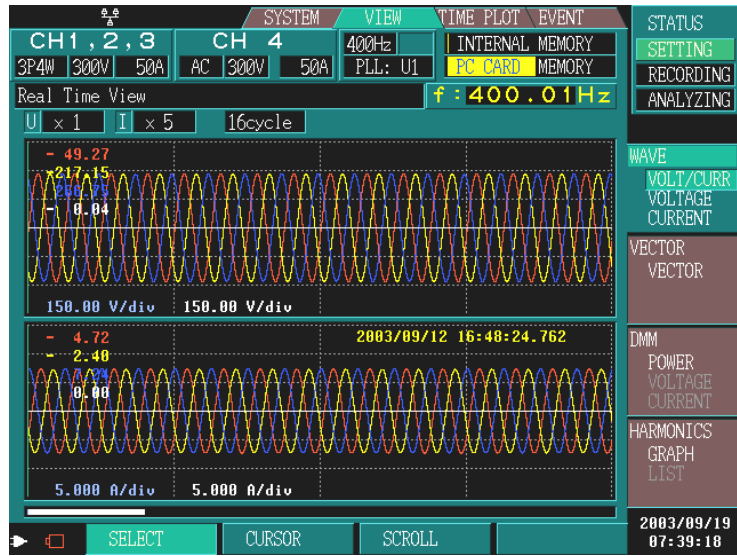 SYSTEM VIEW TIME PLOT EVENT
CH1,2,3 CH 4 400Hz INTERNAL MEMORY
3P4W 300V 50A AC 300V 50A PLL: U1 PC CARD MEMORY
Real Time View f:400.01Hz
U ×1 I ×5 16cycle
- 49.27
0.04
150.00 V/div 150.00 V/div
- 4.72 2003/09/12 16:48:24.762
- 2.40
0.00
5.000 A/div 5.000 A/div
SELECT CURSOR SCROLL
STATUS
SETTING
RECORDING
ANALYZING
WAVE
VOLT/CURR
VOLTAGE
CURRENT
VECTOR
VECTOR
DMM
POWER
VOLTAGE
CURRENT
HARMONICS
GRAPH
LIST
2003/09/19
07:39:18